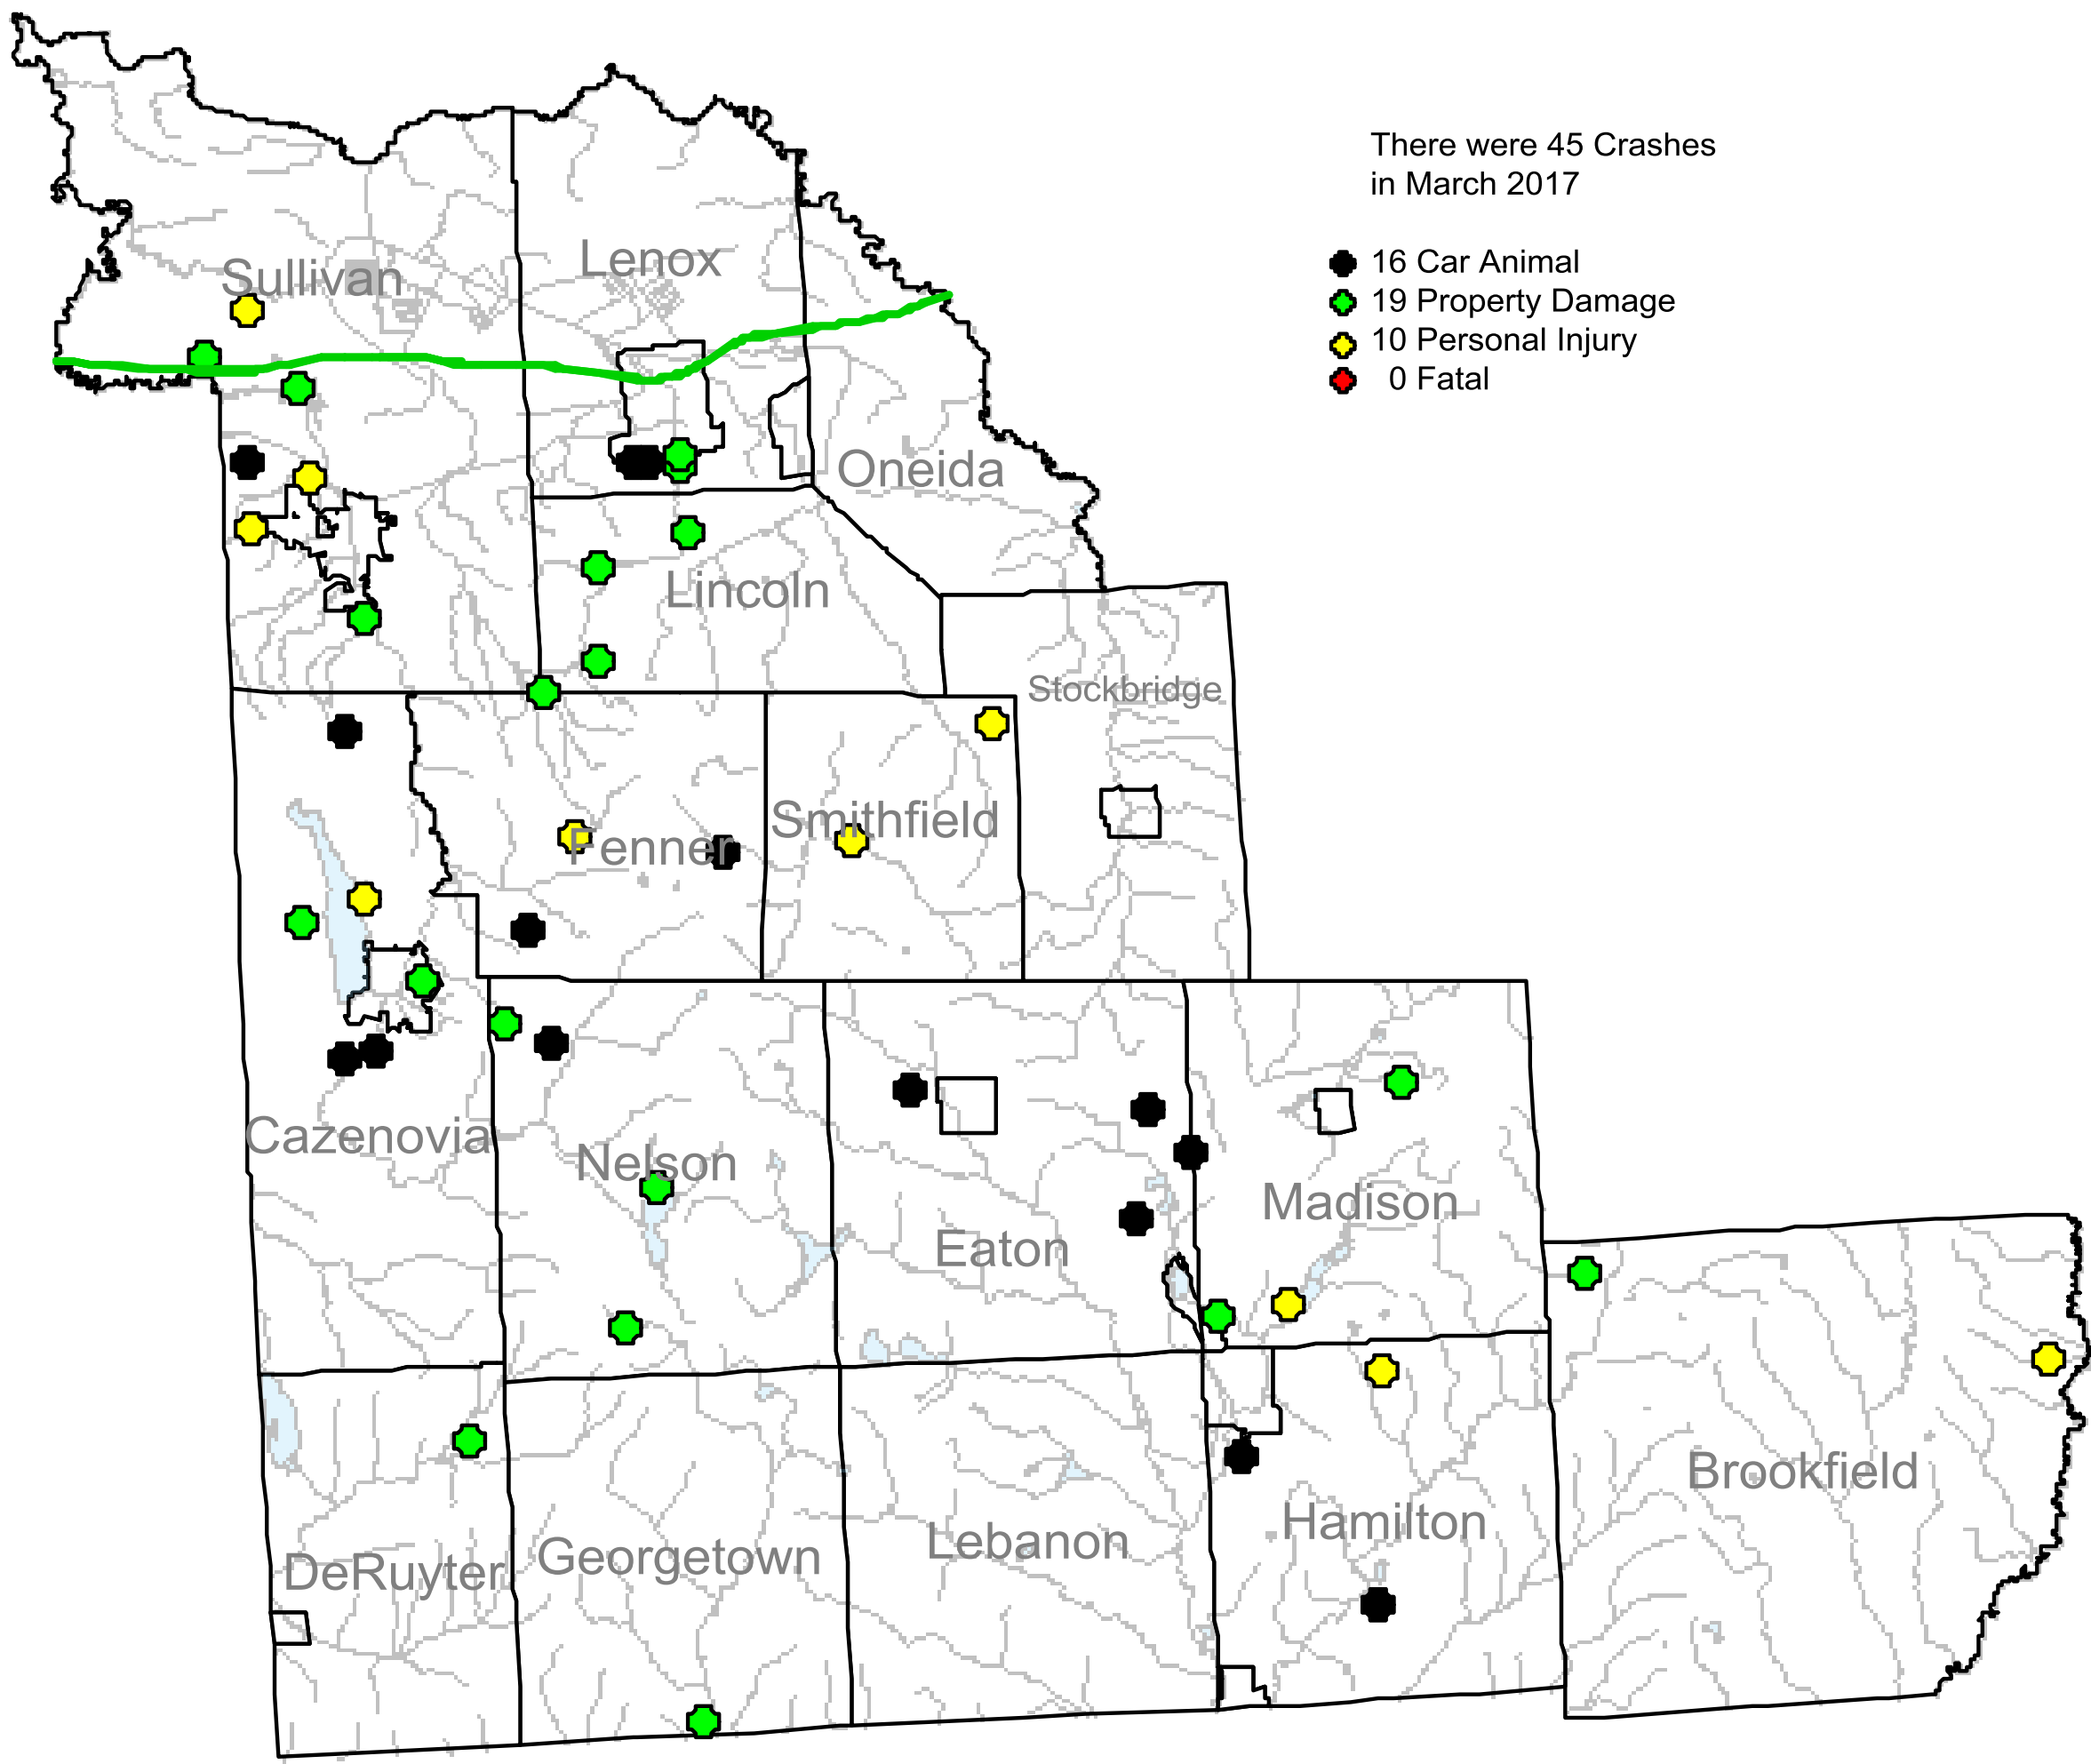 There were 45 Crashes
in March 2017
16 Car Animal
19 Property Damage
10 Personal Injury
0 Fatal
Sullivan
Lenox
Oneida
Lincoln
Stockbridge
Fenner
Smithfield
Cazenovia
Nelson
Eaton
Madison
Brookfield
DeRuyter
Georgetown
Lebanon
Hamilton